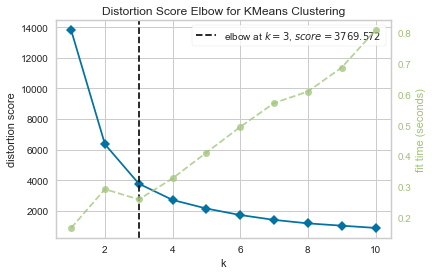 Distortion Score Elbow for KMeans Clustering
elbow at k = 3, score = 3769.572
distortion score
14000
12000
10000
8000
6000
4000
2000
0.8
0.7
0.6
0.5
0.4
0.3
0.2
fit time (seconds)
2 4 6 8 10
k